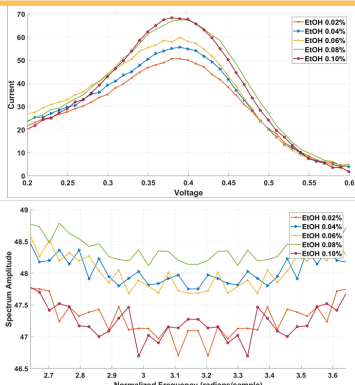 70
60
50
40
30
20
10
0
Current
0.2
0.25
0.3
0.35
0.4
0.45
0.5
0.55
0.6
Voltage
EtOH 0.02%
EtOH 0.04%
EtOH 0.06%
EtOH 0.08%
EtOH 0.10%
49
48.5
48
47.5
47
46.5
Spectrum Amplitude
2.7
2.8
2.9
3
3.1
3.2
3.3
3.4
3.5
3.6
Normalized Frequency (radians/sample)
EtOH 0.02%
EtOH 0.04%
EtOH 0.06%
EtOH 0.08%
EtOH 0.10%